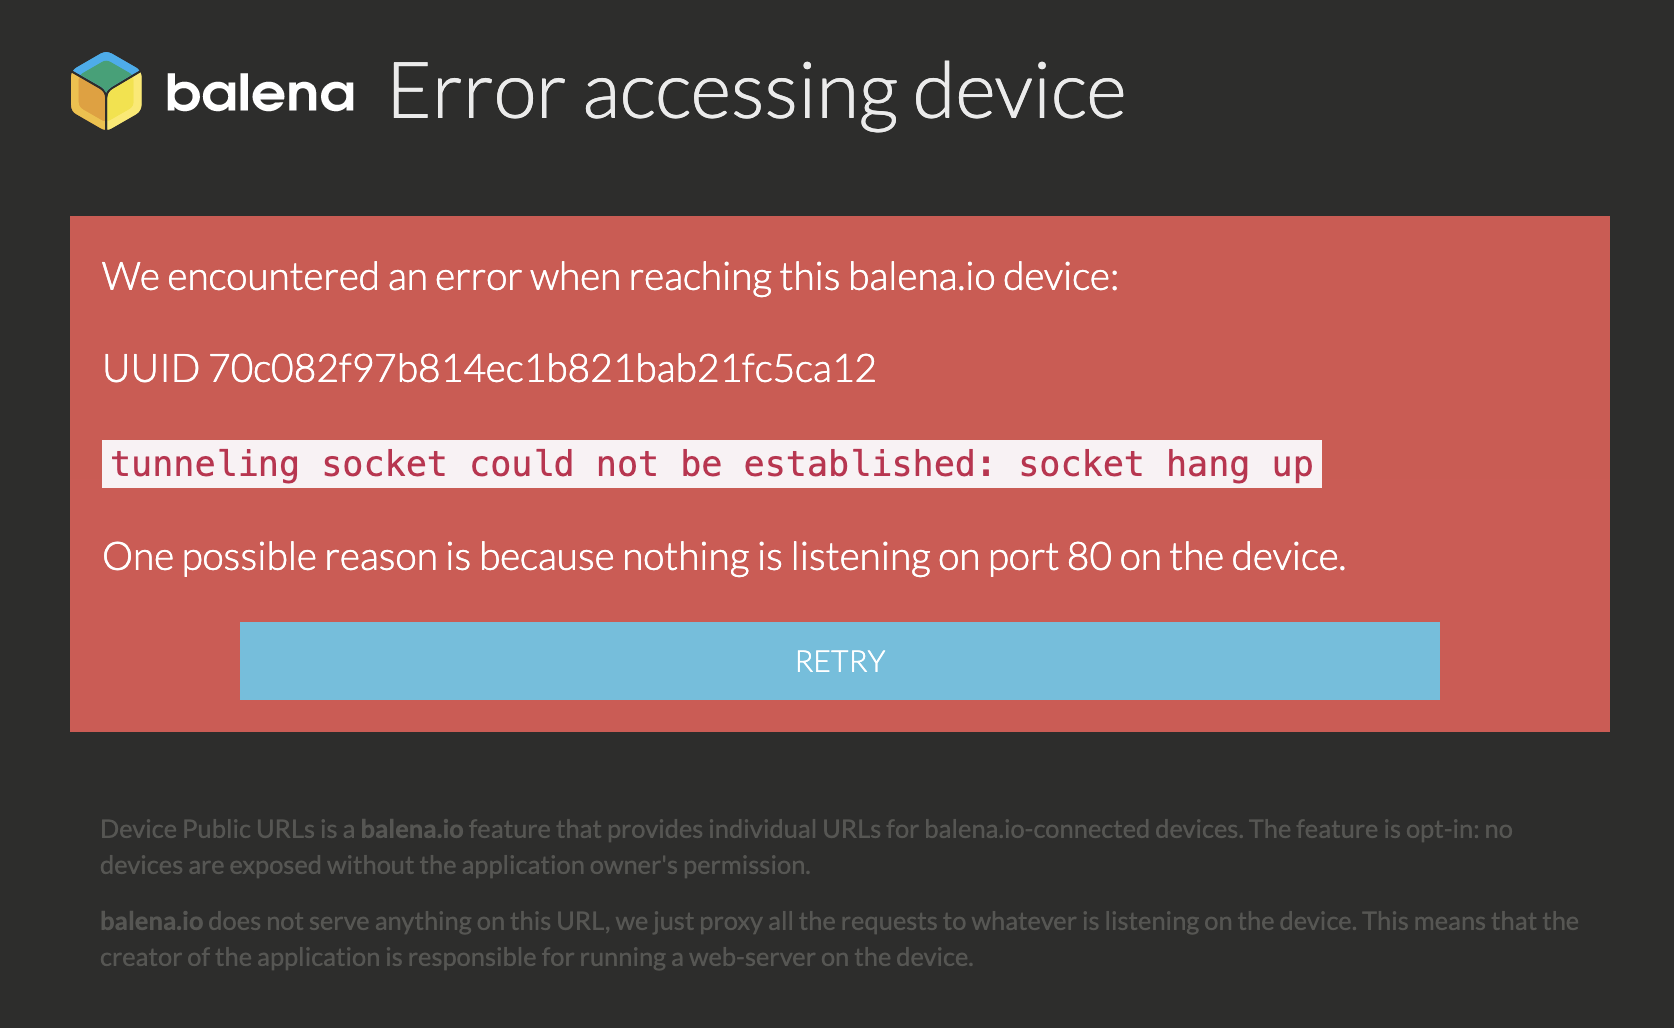 balena Error accessing device
We encountered an error when reaching this balena.io device:
UUID 70c082f97b814ec1b821bab21fc5ca12
tunneling socket could not be established: socket hang up
One possible reason is because nothing is listening on port 80 on the device.
RETRY
Device Public URLs is a balena.io feature that provides individual URLs for balena.io-connected devices. The feature is opt-in: no
devices are exposed without the application owner's permission.
balena.io does not serve anything on this URL, we just proxy all the requests to whatever is listening on the device. This means that the
creator of the application is responsible for running a web-server on the device.